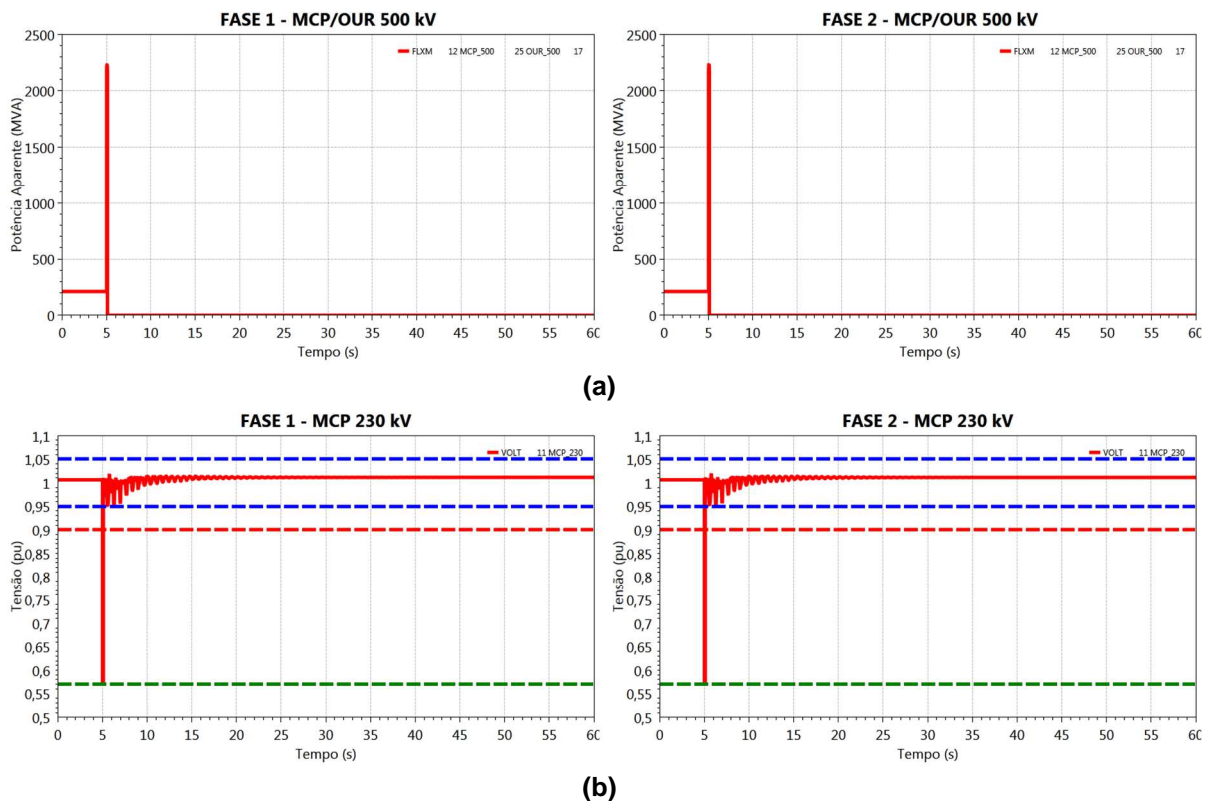 FASE 1 - MCP/OUR 500 kV
FLXM 12 MCP_500 25 OUR_500 17
Potência Aparente (MVA)
2500
2000
1500
1000
500
0
0 5 10 15 20 25 30 35 40 45 50 55 60
Tempo (s)
FASE 2 - MCP/OUR 500 kV
FLXM 12 MCP_500 25 OUR_500 17
Potência Aparente (MVA)
2500
2000
1500
1000
500
0
0 5 10 15 20 25 30 35 40 45 50 55 60
Tempo (s)
(a)
FASE 1 - MCP 230 kV
VOLT 11 MCP_230
Tensão (pu)
1,1
1,05
1
0,95
0,9
0,85
0,8
0,75
0,7
0,65
0,6
0,55
0,5
0 5 10 15 20 25 30 35 40 45 50 55 60
Tempo (s)
FASE 2 - MCP 230 kV
VOLT 11 MCP_230
Tensão (pu)
1,1
1,05
1
0,95
0,9
0,85
0,8
0,75
0,7
0,65
0,6
0,55
0,5
0 5 10 15 20 25 30 35 40 45 50 55 60
Tempo (s)
(b)